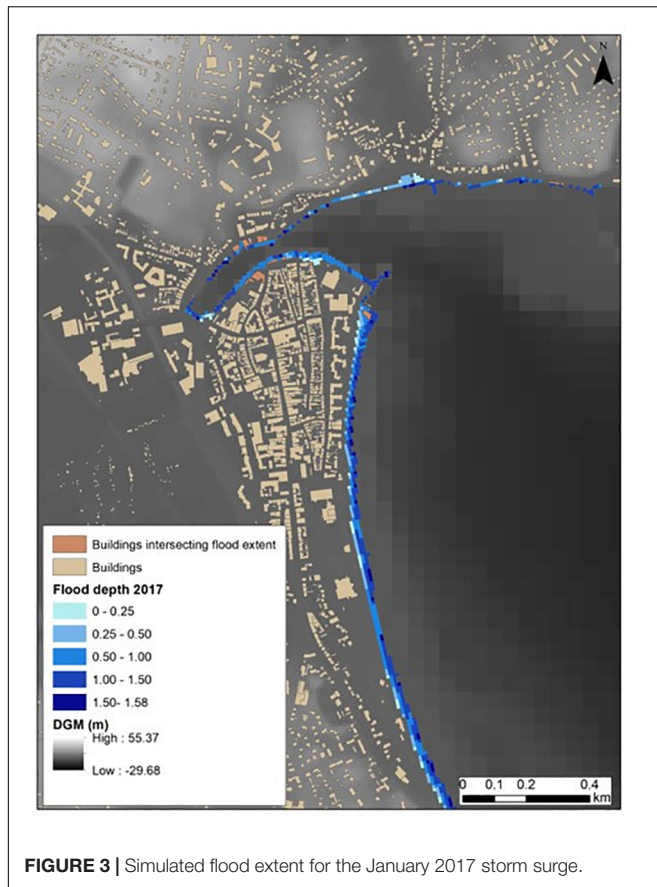 N
Buildings intersecting flood extent
Buildings
Flood depth 2017
0 - 0.25
0.25 - 0.50
0.50 - 1.00
1.00 - 1.50
1.50- 1.58
DGM (m)
High : 55.37
Low : -29.68
0 0.1 0.2 0.4
km
FIGURE 3 | Simulated flood extent for the January 2017 storm surge.